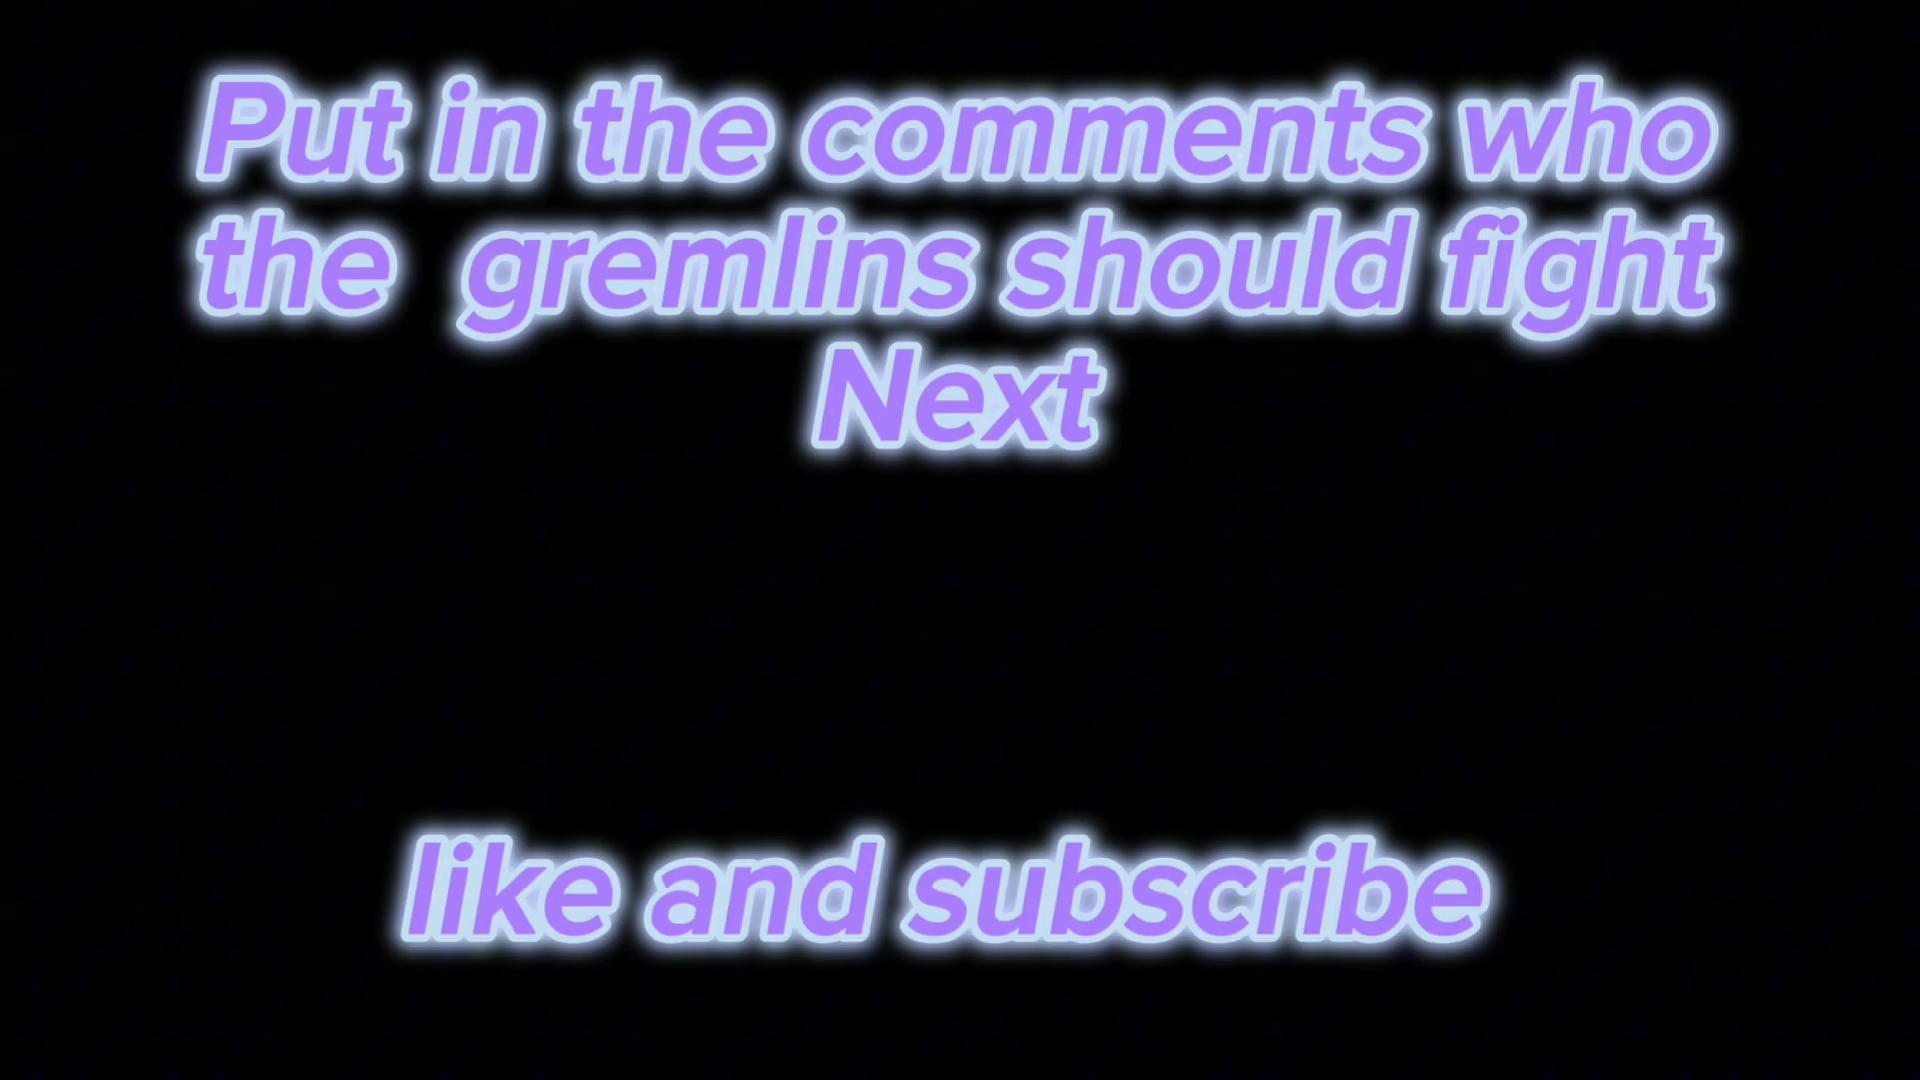 Put in the comments who
the  gremlins should fight
Next
like and subscribe